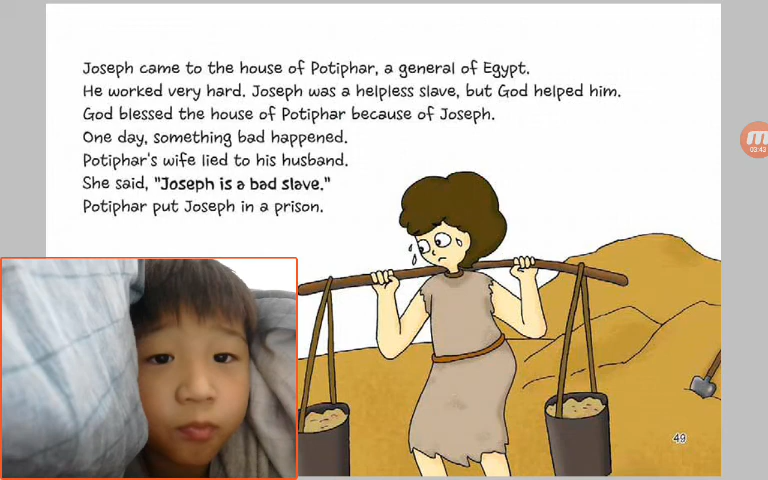 Joseph came to the house of Potiphar, a general of Egypt.
He worked very hard. Joseph was a helpless slave, but God helped him.
God blessed the house of Potiphar because of Joseph.
One day, something bad happened.
Potiphar's wife lied to his husband.
She said, "Joseph is a bad slave."
Potiphar put Joseph in a prison.
03:43
49